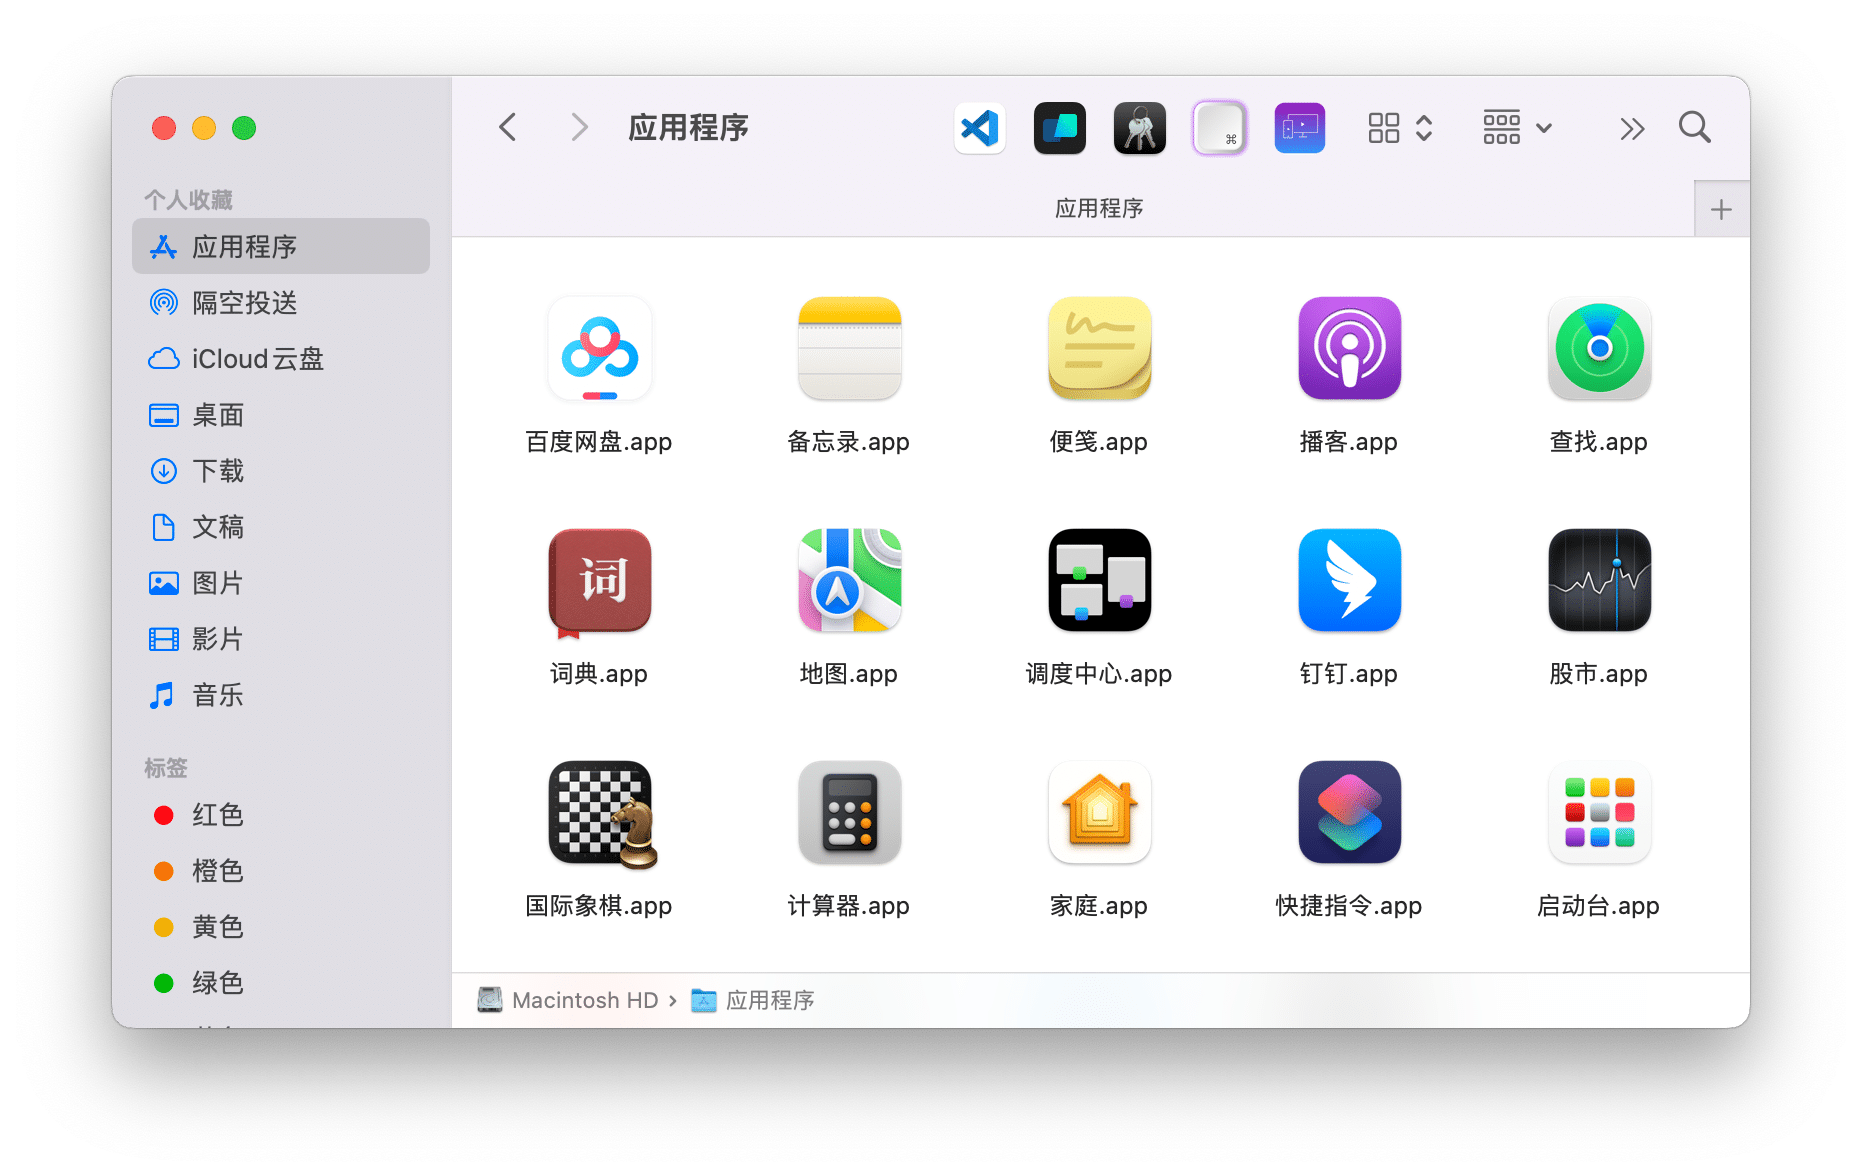 应用程序
⌘
应用程序
个人收藏
应用程序
隔空投送
iCloud云盘
桌面
下载
文稿
图片
影片
音乐
标签
红色
橙色
黄色
绿色
百度网盘.app
备忘录.app
便笺.app
播客.app
查找.app
词
词典.app
地图.app
调度中心.app
钉钉.app
股市.app
国际象棋.app
计算器.app
家庭.app
快捷指令.app
启动台.app
Macintosh HD › 应用程序